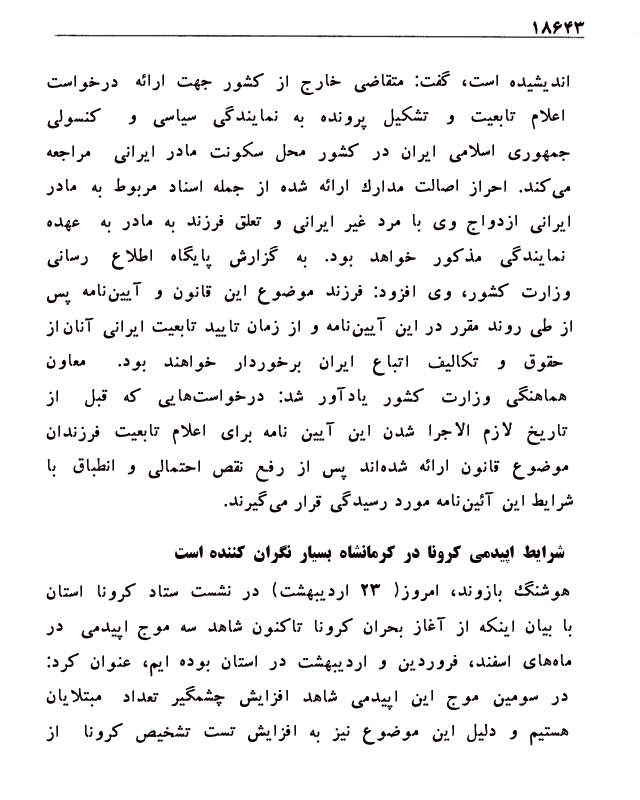 ۱۸۶۴۳
اندیشیده است، گفت: متقاضی خارج از کشور جهت ارائه درخواست
اعلام تابعیت و تشکیل پرونده به نمایندگی سیاسی و کنسولی
جمهوری اسلامی ایران در کشور محل سکونت مادر ایرانی مراجعه
می‌کند. احراز اصالت مدارك ارائه شده از جمله اسناد مربوط به مادر
ایرانی ازدواج وی با مرد غیر ایرانی و تعلق فرزند به مادر به عهده
نمایندگی مذکور خواهد بود. به گزارش پایگاه اطلاع رسانی
وزارت کشور، وی افزود: فرزند موضوع این قانون و آیین‌نامه پس
از طی روند مقرر در این آیین‌نامه و از زمان تایید تابعیت ایرانی آنان از
حقوق و تکالیف اتباع ایران برخوردار خواهند بود. معاون
هماهنگی وزارت کشور یادآور شد: درخواست‌هایی که قبل از
تاریخ لازم الاجرا شدن این آیین نامه برای اعلام تابعیت فرزندان
موضوع قانون ارائه شده‌اند پس از رفع نقص احتمالی و انطباق با
شرایط این آئین‌نامه مورد رسیدگی قرار می‌گیرند.
شرایط اپیدمی کرونا در کرمانشاه بسیار نگران کننده است
هوشنگ بازوند، امروز( ۲۳ اردیبهشت) در نشست ستاد کرونا استان
با بیان اینکه از آغاز بحران کرونا تاکنون شاهد سه موج اپیدمی در
ماه‌های اسفند، فروردین و اردیبهشت در استان بوده ایم، عنوان کرد:
در سومین موج این اپیدمی شاهد افزایش چشمگیر تعداد مبتلایان
هستیم و دلیل این موضوع نیز به افزایش تست تشخیص کرونا از